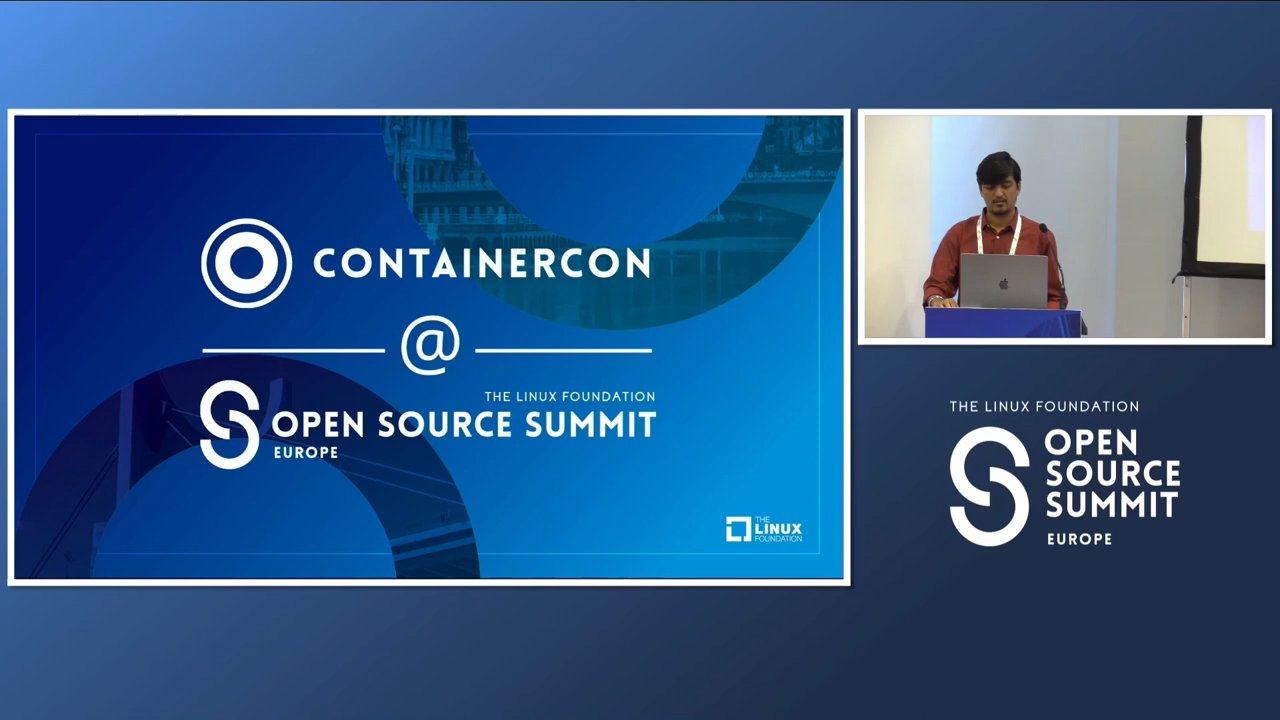 CONTAINERCON
@
THE LINUX FOUNDATION
OPEN SOURCE SUMMIT
EUROPE
THE
LINUX
FOUNDATION
THE LINUX FOUNDATION
OPEN
SOURCE
SUMMIT
EUROPE